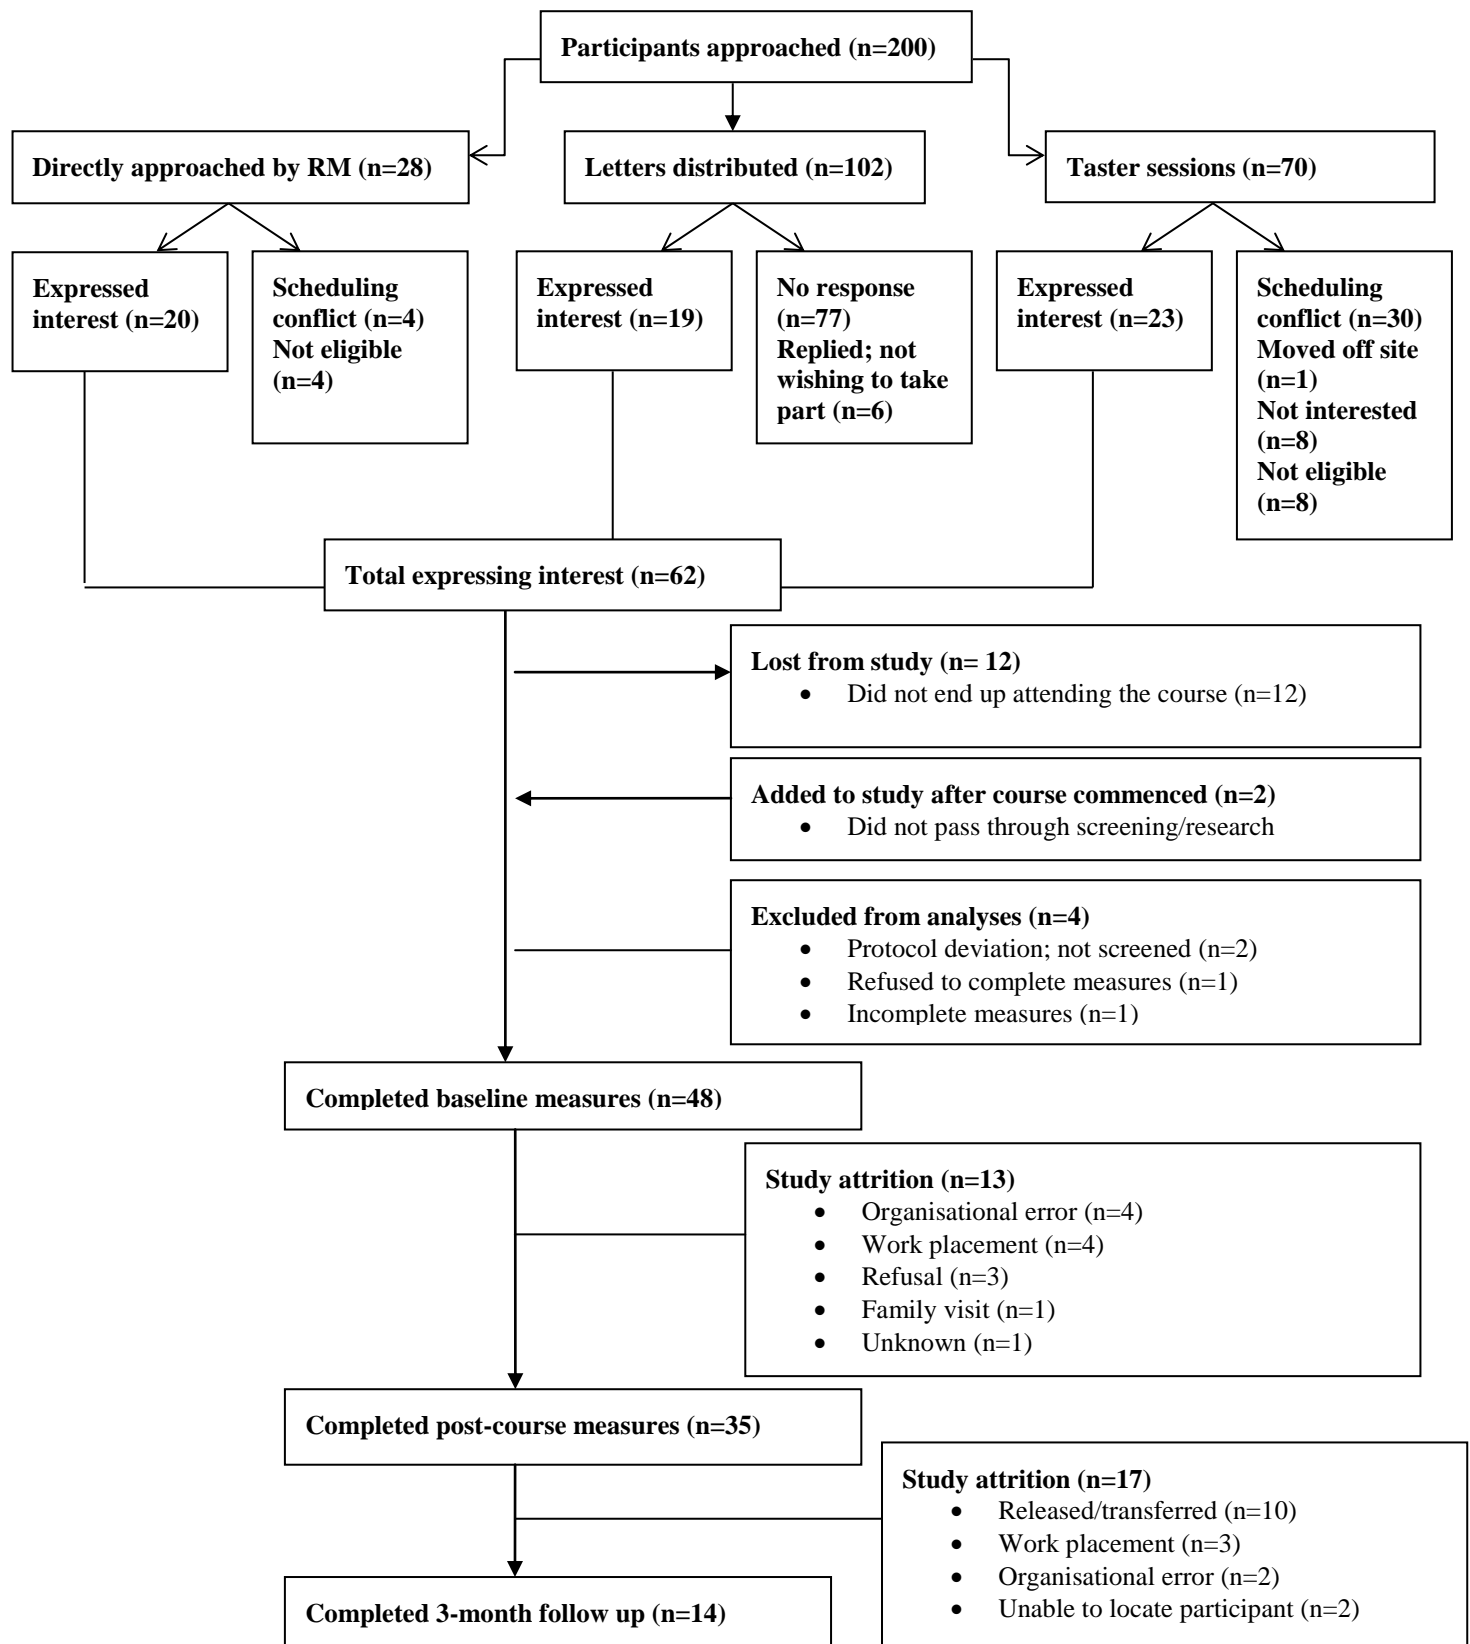 Participants approached (n=200)
Directly approached by RM (n=28)
Letters distributed (n=102)
Taster sessions (n=70)
Expressed
interest (n=20)
Scheduling
conflict (n=4)
Not eligible
(n=4)
Expressed
interest (n=19)
No response
(n=77)
Replied; not
wishing to take
part (n=6)
Expressed
interest (n=23)
Scheduling
conflict (n=30)
Moved off site
(n=1)
Not interested
(n=8)
Not eligible
(n=8)
Total expressing interest (n=62)
Lost from study (n= 12)
• Did not end up attending the course (n=12)
Added to study after course commenced (n=2)
• Did not pass through screening/research
Excluded from analyses (n=4)
• Protocol deviation; not screened (n=2)
• Refused to complete measures (n=1)
• Incomplete measures (n=1)
Completed baseline measures (n=48)
Study attrition (n=13)
• Organisational error (n=4)
• Work placement (n=4)
• Refusal (n=3)
• Family visit (n=1)
• Unknown (n=1)
Completed post-course measures (n=35)
Study attrition (n=17)
• Released/transferred (n=10)
• Work placement (n=3)
• Organisational error (n=2)
• Unable to locate participant (n=2)
Completed 3-month follow up (n=14)